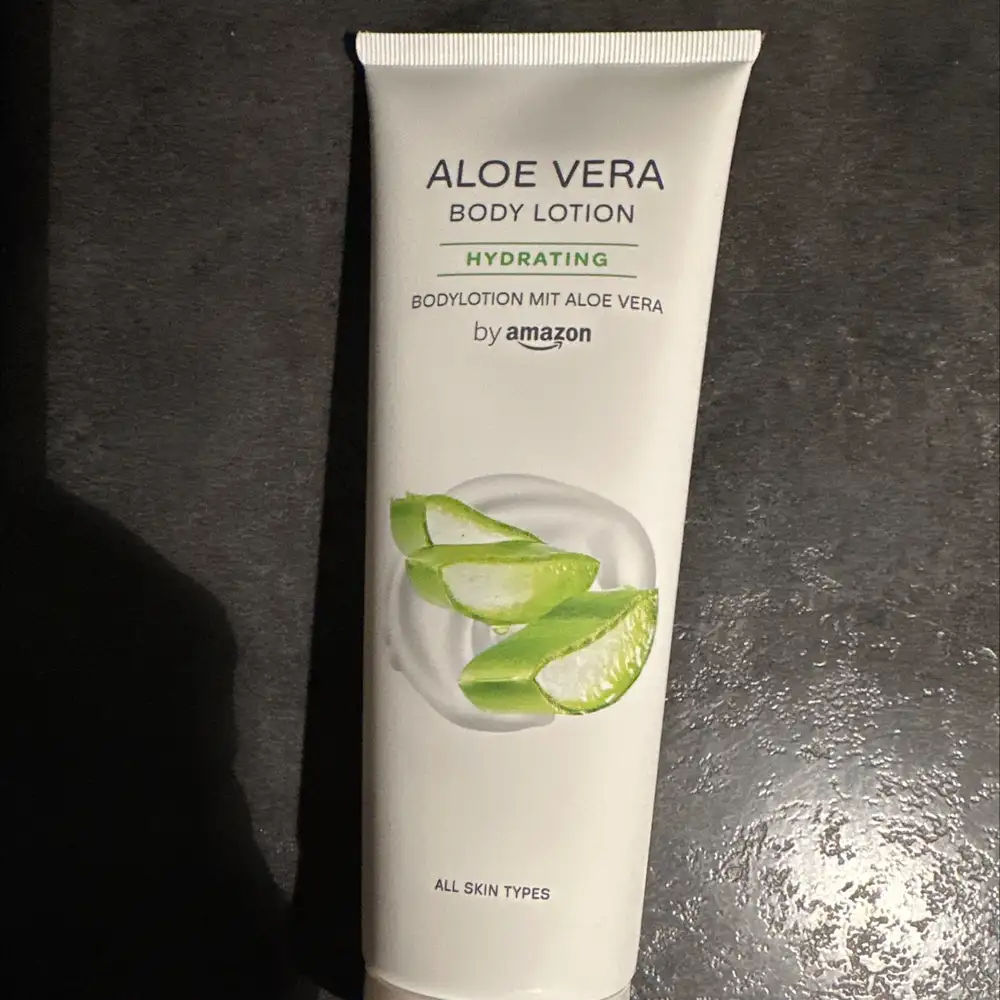 ALOE VERA
BODY LOTION
HYDRATING
BODYLOTION MIT ALOE VERA
by amazon
ALL SKIN TYPES